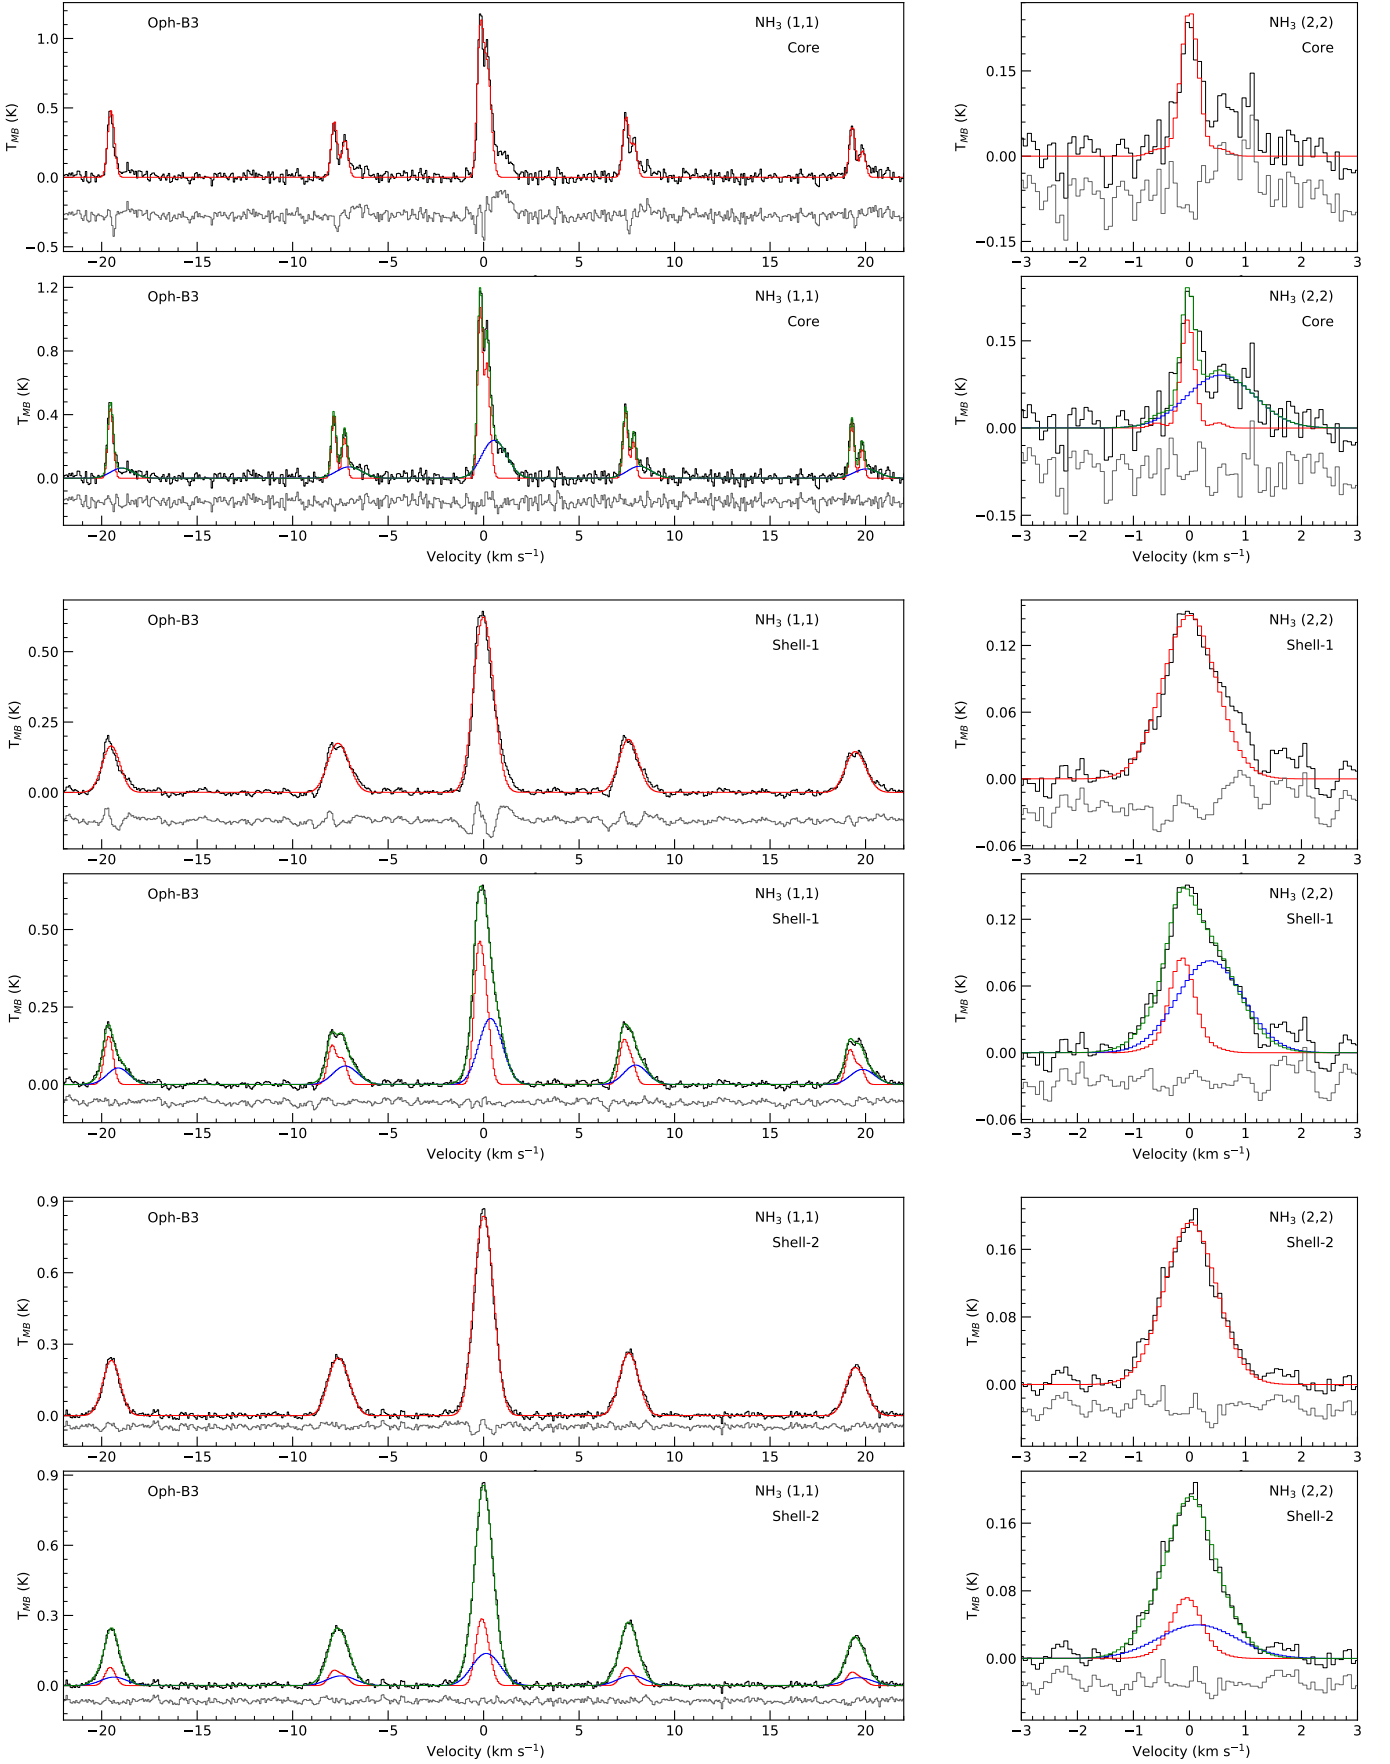 Oph-B3
NH₃ (1,1)
Core
T_MB (K)
1.0
0.5
0.0
−0.5
−20 −15 −10 −5 0 5 10 15 20
NH₃ (2,2)
Core
T_MB (K)
0.15
0.00
−0.15
−3 −2 −1 0 1 2 3
Oph-B3
NH₃ (1,1)
Core
T_MB (K)
1.2
0.8
0.4
0.0
−20 −15 −10 −5 0 5 10 15 20
Velocity (km s⁻¹)
NH₃ (2,2)
Core
T_MB (K)
0.15
0.00
−0.15
−3 −2 −1 0 1 2 3
Velocity (km s⁻¹)
Oph-B3
NH₃ (1,1)
Shell-1
T_MB (K)
0.50
0.25
0.00
−20 −15 −10 −5 0 5 10 15 20
NH₃ (2,2)
Shell-1
T_MB (K)
0.12
0.06
0.00
−0.06
−3 −2 −1 0 1 2 3
Oph-B3
NH₃ (1,1)
Shell-1
T_MB (K)
0.50
0.25
0.00
−20 −15 −10 −5 0 5 10 15 20
Velocity (km s⁻¹)
NH₃ (2,2)
Shell-1
T_MB (K)
0.12
0.06
0.00
−0.06
−3 −2 −1 0 1 2 3
Velocity (km s⁻¹)
Oph-B3
NH₃ (1,1)
Shell-2
T_MB (K)
0.9
0.6
0.3
0.0
−20 −15 −10 −5 0 5 10 15 20
NH₃ (2,2)
Shell-2
T_MB (K)
0.16
0.08
0.00
−3 −2 −1 0 1 2 3
Oph-B3
NH₃ (1,1)
Shell-2
T_MB (K)
0.9
0.6
0.3
0.0
−20 −15 −10 −5 0 5 10 15 20
Velocity (km s⁻¹)
NH₃ (2,2)
Shell-2
T_MB (K)
0.16
0.08
0.00
−3 −2 −1 0 1 2 3
Velocity (km s⁻¹)